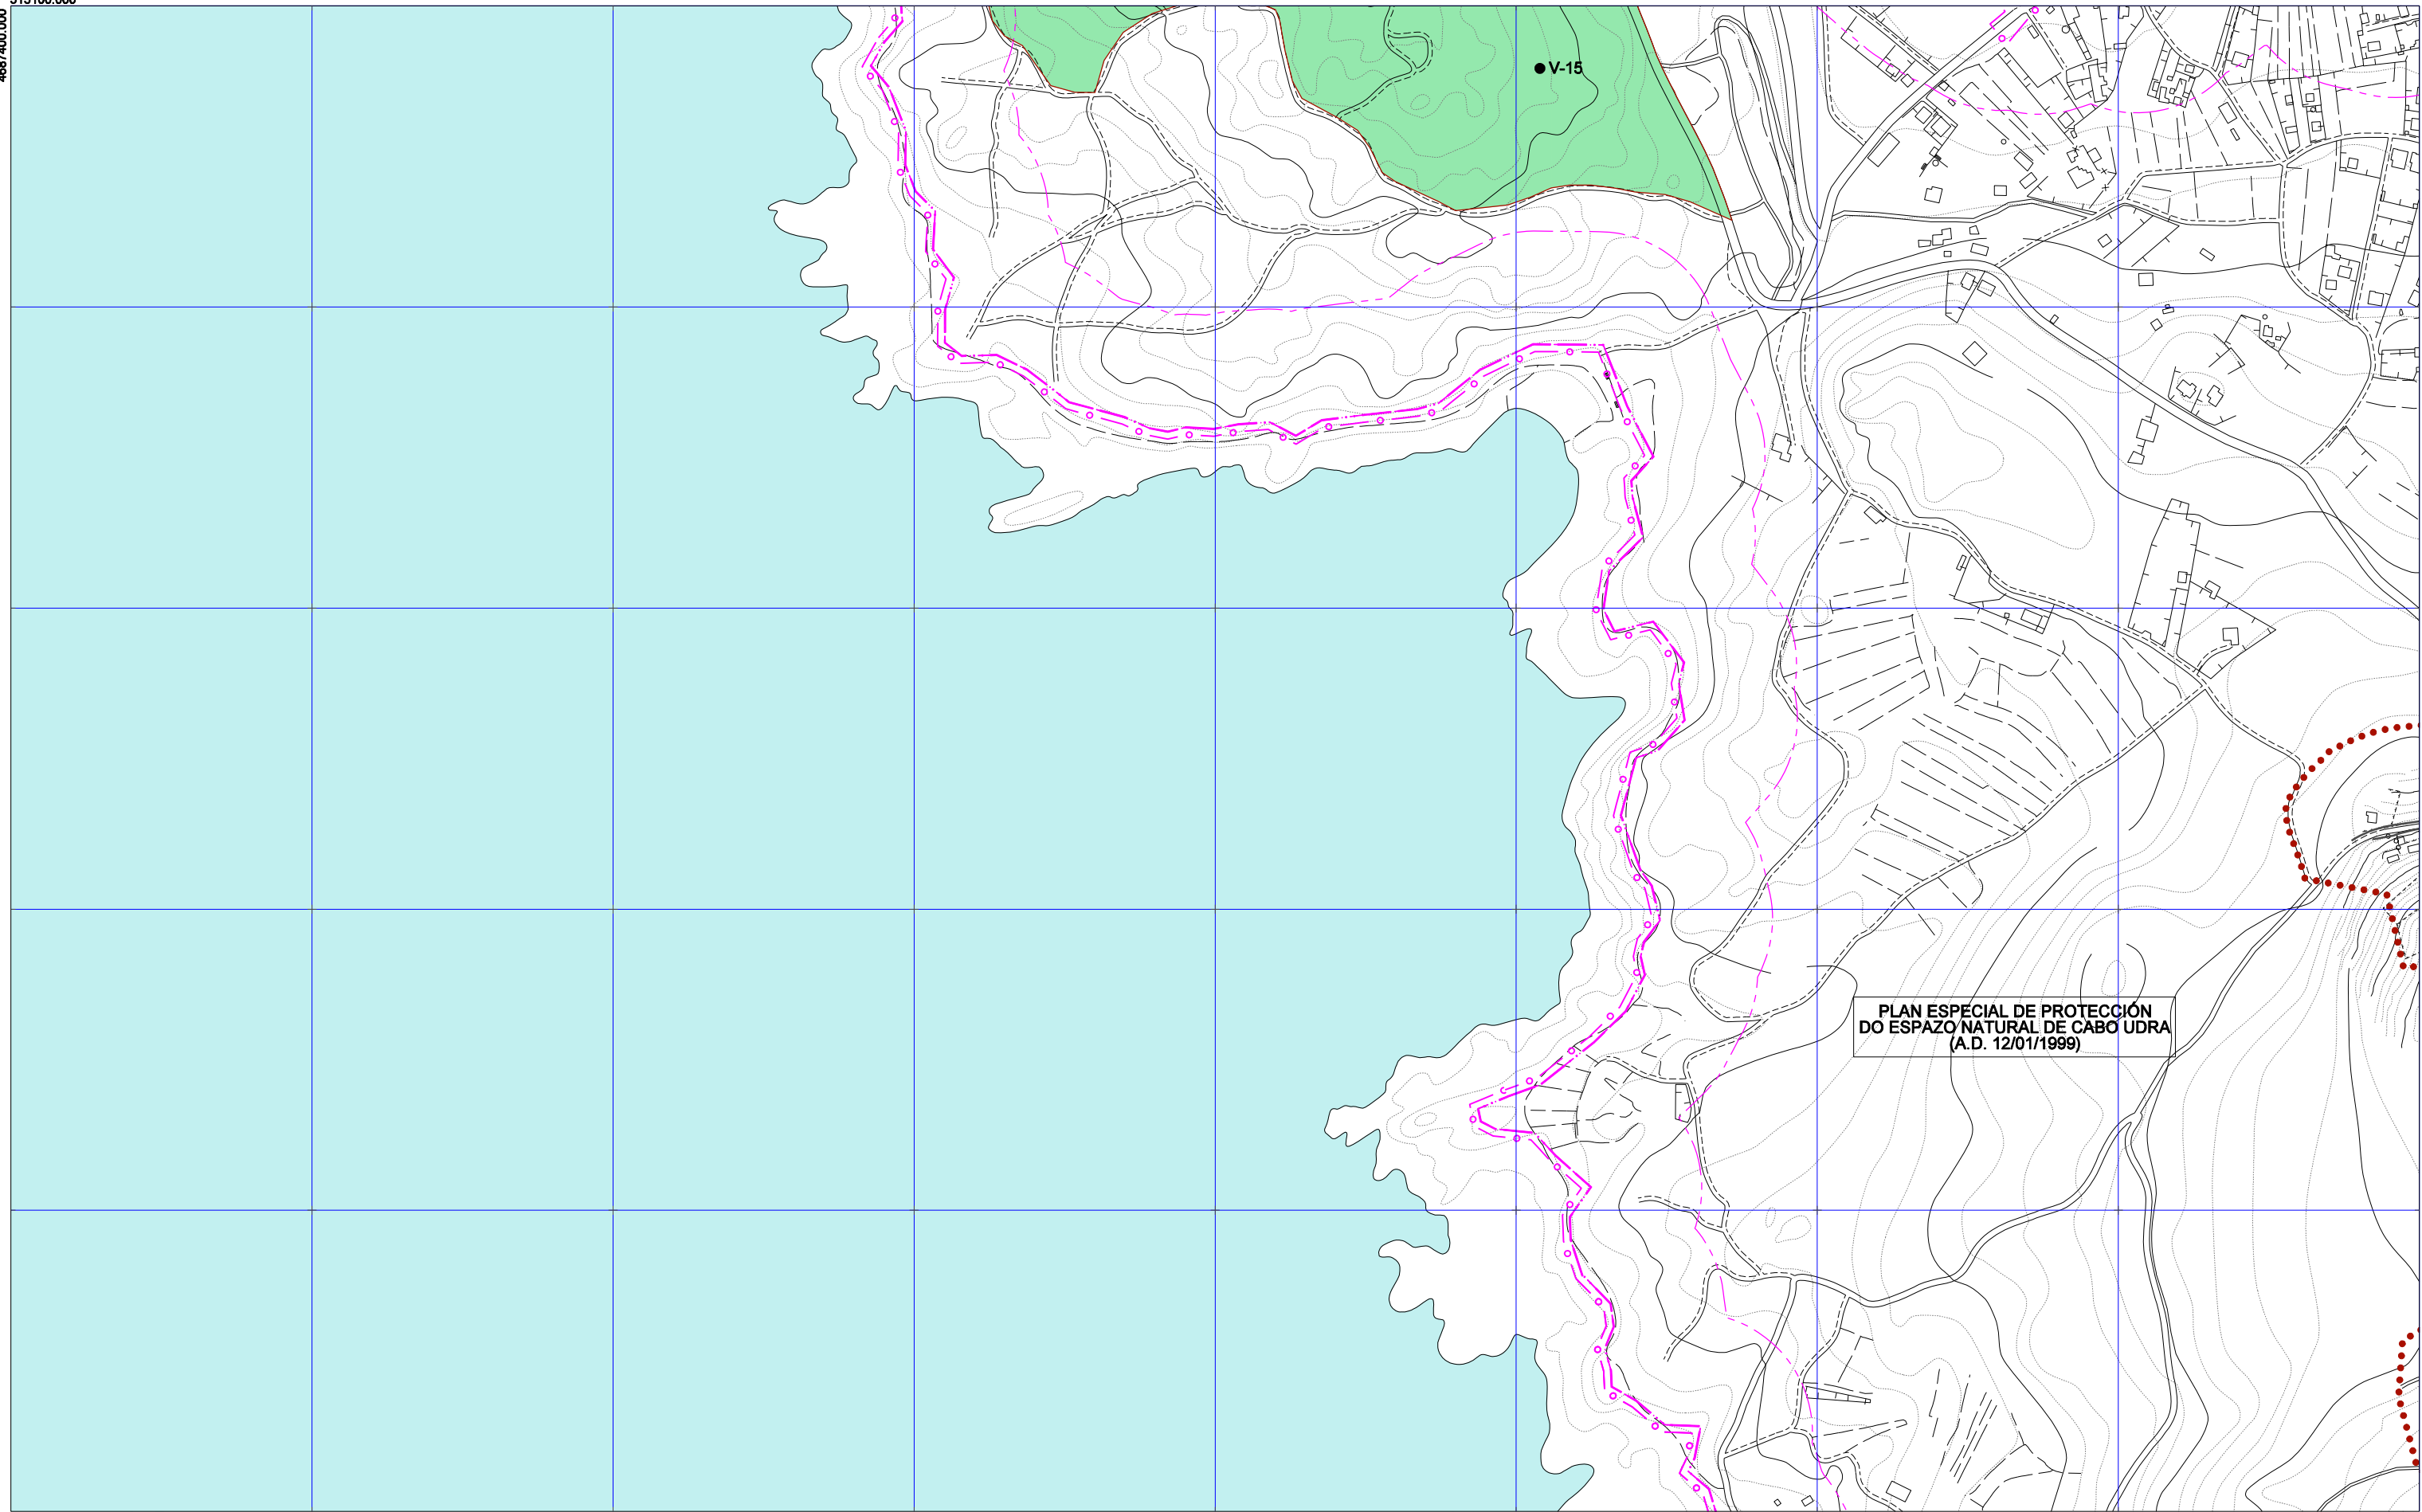 V-15
PLAN ESPECIAL DE PROTECCIÓN
DO ESPAZO NATURAL DE CABO UDRA
(A.D. 12/01/1999)